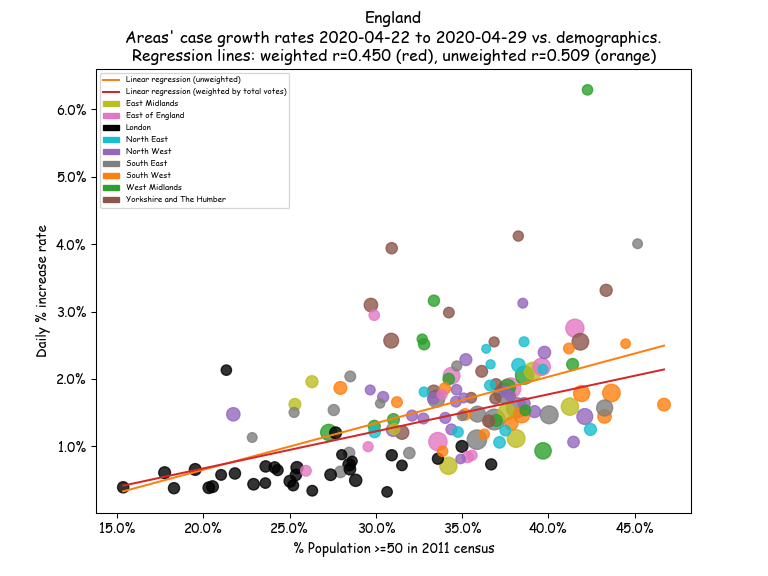 England
Areas' case growth rates 2020-04-22 to 2020-04-29 vs. demographics.
Regression lines: weighted r=0.450 (red), unweighted r=0.509 (orange)
Linear regression (unweighted)
Linear regression (weighted by total votes)
East Midlands
East of England
London
North East
North West
South East
South West
West Midlands
Yorkshire and The Humber
Daily % increase rate
6.0%
5.0%
4.0%
3.0%
2.0%
1.0%
15.0% 20.0% 25.0% 30.0% 35.0% 40.0% 45.0%
% Population >=50 in 2011 census